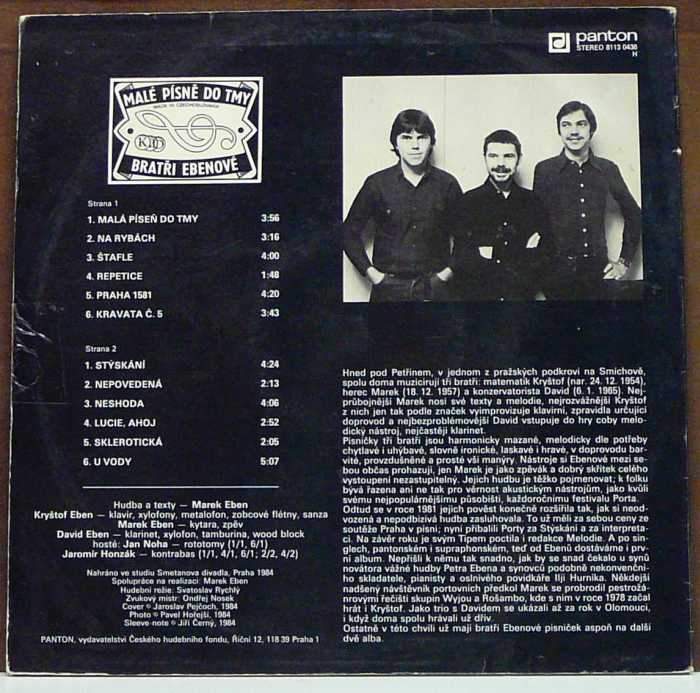 panton
STEREO 8113 0436
H
MALÉ PÍSNĚ DO TMY
MADE IN CZECHOSLOVAKIA
BRATŘI EBENOVÉ
Strana 1
1. MALÁ PÍSEŇ DO TMY 3:56
2. NA RYBÁCH 3:16
3. ŠTAFLE 4:00
4. REPETICE 1:48
5. PRAHA 1581 4:20
6. KRAVATA Č. 5 3:43
Strana 2
1. STÝSKÁNÍ 4:24
2. NEPOVEDENÁ 2:13
3. NESHODA 4:06
4. LUCIE, AHOJ 2:52
5. SKLEROTICKÁ 2:05
6. U VODY 5:07
Hudba a texty — Marek Eben
Kryštof Eben — klavír, xylofony, metalofon, zobcové flétny, sanza
Marek Eben — kytara, zpěv
David Eben — klarinet, xylofon, tamburina, wood block
hosté: Jan Noha — rototomy (1/1, 6/1)
Jaromír Honzák — kontrabas (1/1, 4/1, 6/1; 2/2, 4/2)
Nahráno ve studiu Smetanova divadla, Praha 1984
Spolupráce na realizaci: Marek Eben
Hudební režie: Svatoslav Rychlý
Zvukový mistr: Ondřej Nosek
Cover © Jaroslav Pejčoch, 1984
Photo © Pavel Hořejší, 1984
Sleeve-note © Jiří Černý, 1984
PANTON, vydavatelství Českého hudebního fondu, Říční 12, 118 39 Praha 1
Hned pod Petřínem, v jednom z pražských podkroví na Smíchově,
spolu doma muzicírují tři bratři: matematik Kryštof (nar. 24. 12. 1954),
herec Marek (18. 12. 1957) a konzervatorista David (6. 1. 1965). Nej-
průbojnější Marek nosí své texty a melodie, nejrozvážnější Kryštof
z nich jen tak podle značek vyimprovizuje klavírní, zpravidla určující
doprovod a nejbezproblémovější David vstupuje do hry coby melo-
dický nástroj, nejčastěji klarinet.
Písničky tří bratří jsou harmonicky mazané, melodicky dle potřeby
chytlavé i uhýbavé, slovně ironické, laskavé i hravé, v doprovodu bar-
vité, provzdušněné a prosté vší manýry. Nástroje si Ebenové mezi se-
bou občas prohazují, jen Marek je jako zpěvák a dobrý skřítek celého
vystoupení nezastupitelný. Jejich hudbu je těžko pojmenovat; k folku
bývá řazena ani ne tak pro věrnost akustickým nástrojům, jako kvůli
svému nejpopulárnějšímu působišti, každoročnímu festivalu Porta.
Odtud se v roce 1981 jejich pověst konečně rozšířila tak, jak si neod-
vozená a nepodbízivá hudba zasluhovala. To už měli za sebou ceny ze
soutěže Praha v písni; nyní přibalili Porty za Stýskání a za interpreta-
ci. Na závěr roku je svým Tipem poctila i redakce Melodie. A po sin-
glech, pantonském i supraphonském, teď od Ebenů dostáváme i prv-
ní album. Nepřišli k němu tak snadno, jak by se snad čekalo u synů
novátora vážné hudby Petra Ebena a synovců podobně nekonvenční-
ho skladatele, pianisty a oslnivého povídkáře Ilji Hurníka. Někdejší
nadšený návštěvník portovních předkol Marek se probrodil pestrožá-
nrovými řečišti skupin Wyjou a Rošambo, kde s ním v roce 1978 začal
hrát i Kryštof. Jako trio s Davidem se ukázali až za rok v Olomouci,
i když doma spolu hrávali už dřív.
Ostatně v této chvíli už mají bratři Ebenové písniček aspoň na další
dvě alba.